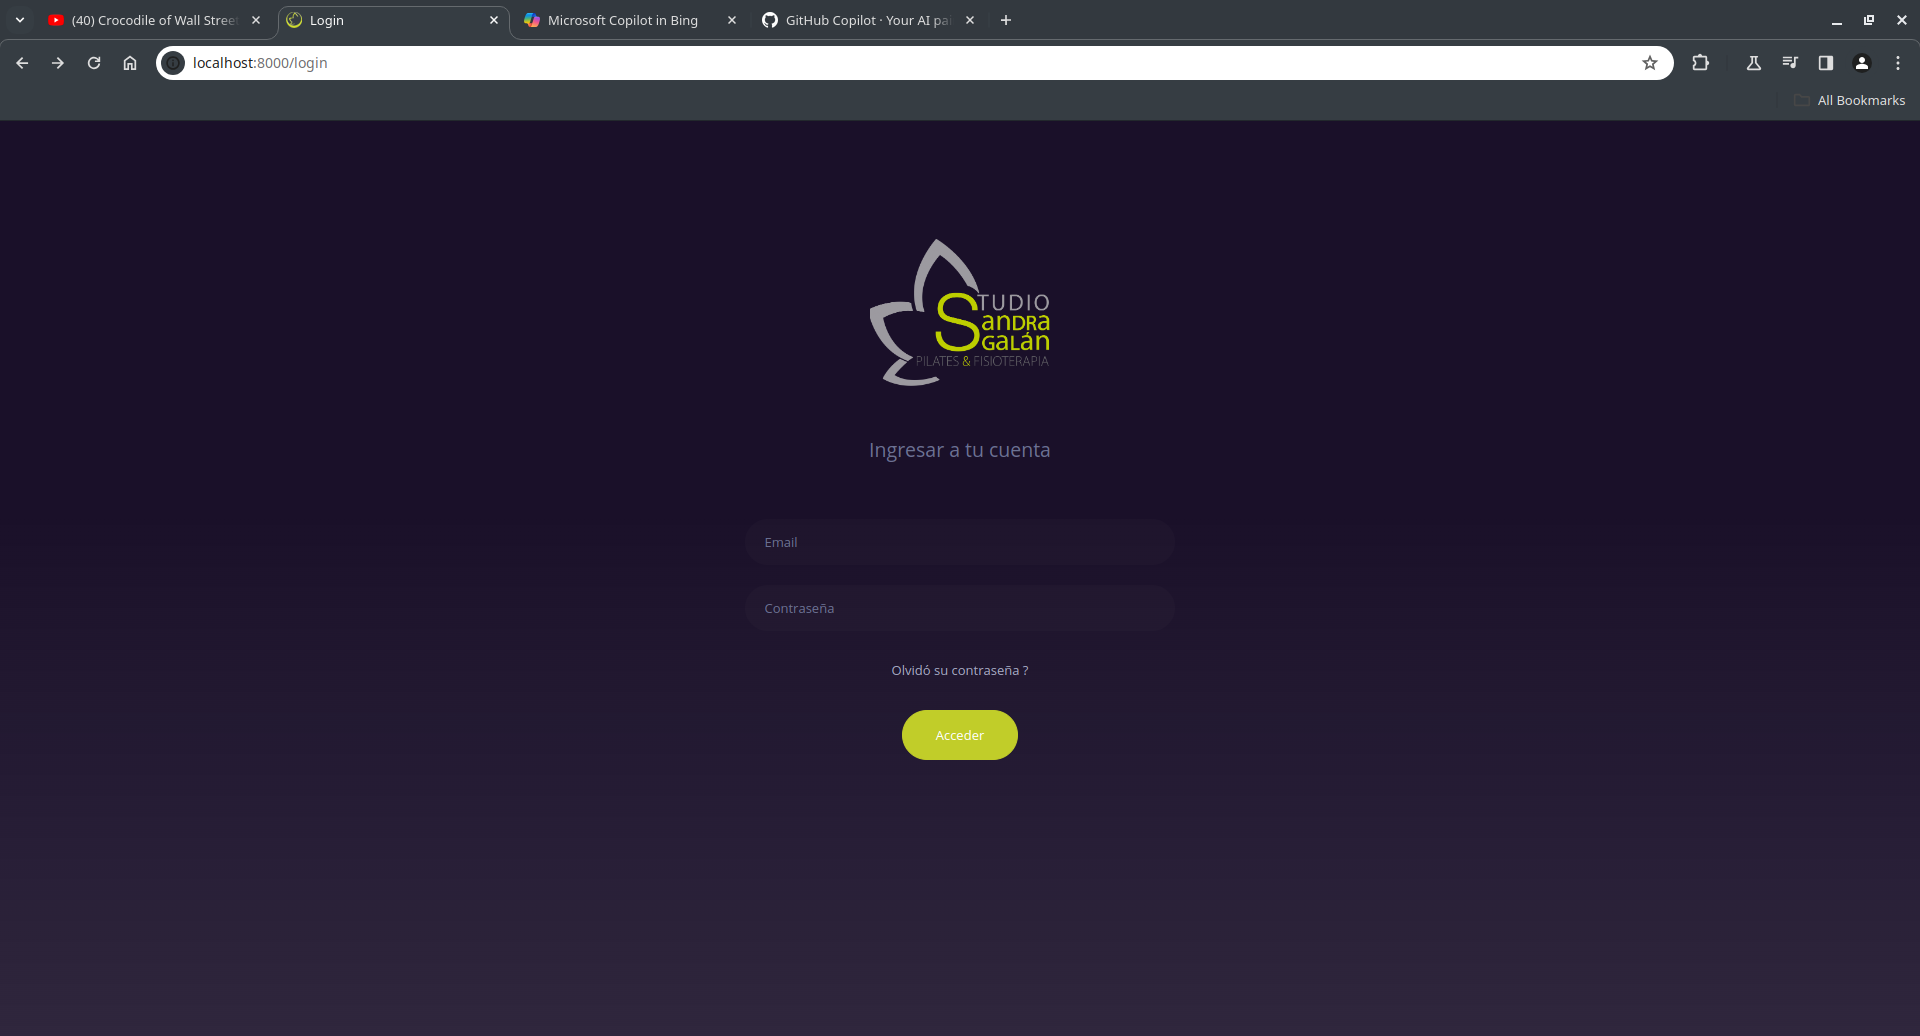 (40) Crocodile of Wall Street
Login
Microsoft Copilot in Bing
GitHub Copilot · Your AI pai
localhost:8000/login
All Bookmarks
STUDIO
SANDRA
GALÁN
PILATES & FISIOTERAPIA
Ingresar a tu cuenta
Email
Contraseña
Olvidó su contraseña ?
Acceder